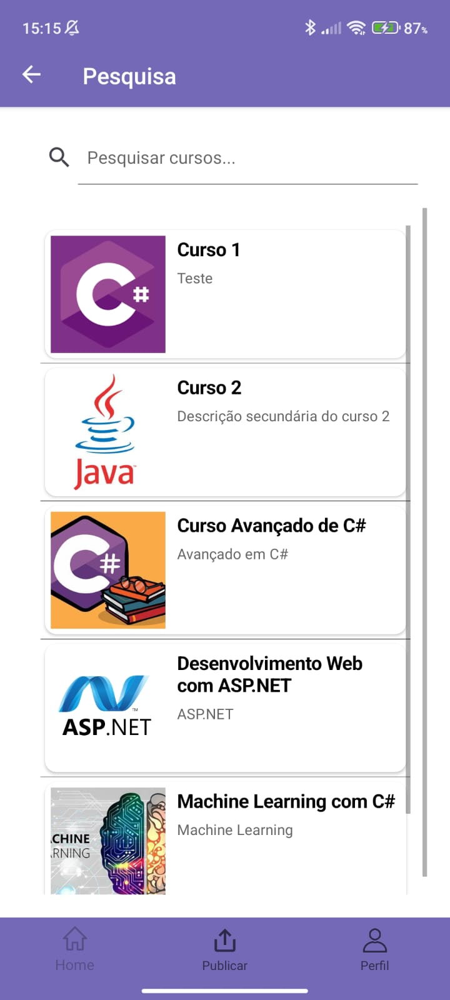 15:15 87%
Pesquisa
Pesquisar cursos...
C#
Curso 1
Teste
Java™
Curso 2
Descrição secundária do curso 2
C#
Curso Avançado de C#
Avançado em C#
ASP.NET™
Desenvolvimento Web
com ASP.NET
ASP.NET
CHINE
RNING
Machine Learning com C#
Machine Learning
Home Publicar Perfil